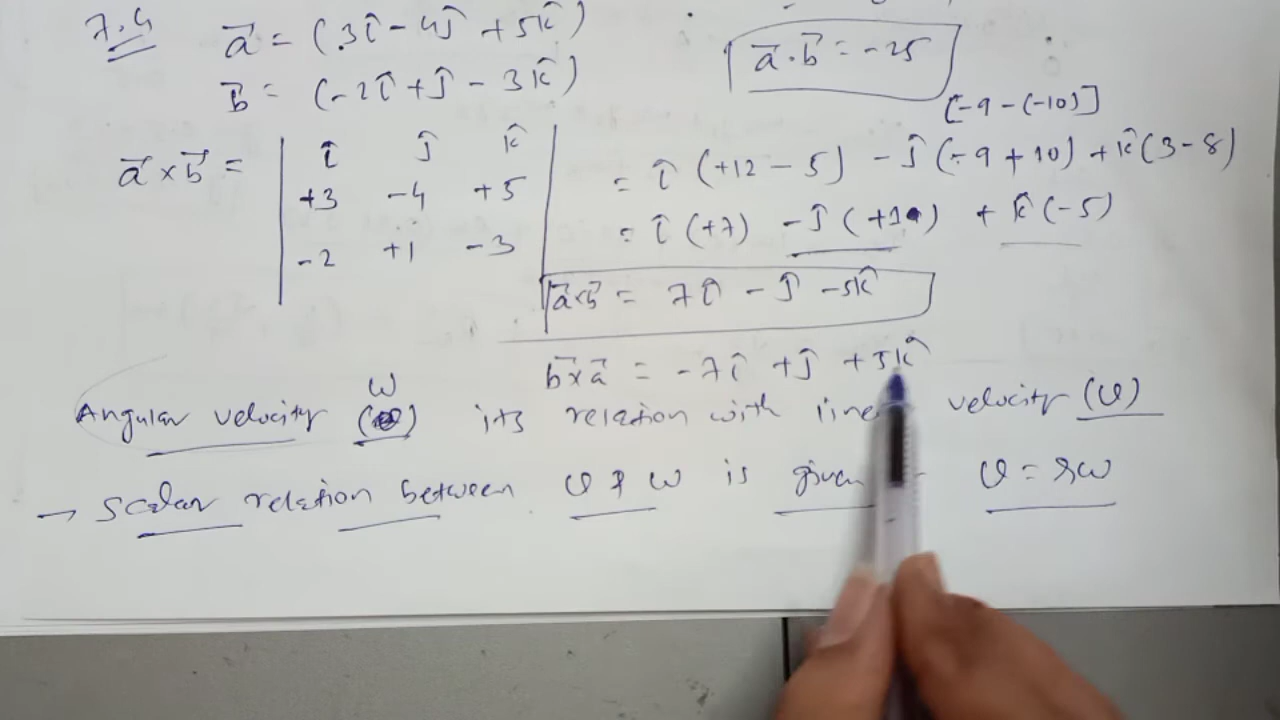 7.4 a⃗ = (3î - 4ĵ + 5k̂)
b⃗ = (-2î + ĵ - 3k̂)
a⃗ · b⃗ = -25
[-9 - (-10)]
a⃗ × b⃗ = | î ĵ k̂ |
| +3 -4 +5 |
| -2 +1 -3 |
= î (+12 - 5) - ĵ (-9 + 10) + k̂ (3 - 8)
= î (+7) - ĵ (+1) + k̂ (-5)
a⃗×b⃗ = 7î - ĵ - 5k̂
b⃗×a⃗ = -7î + ĵ + 5k̂
Angular velocity (ω) its relation with line velocity (v)
→ Scalar relation between v & ω is given v = rω